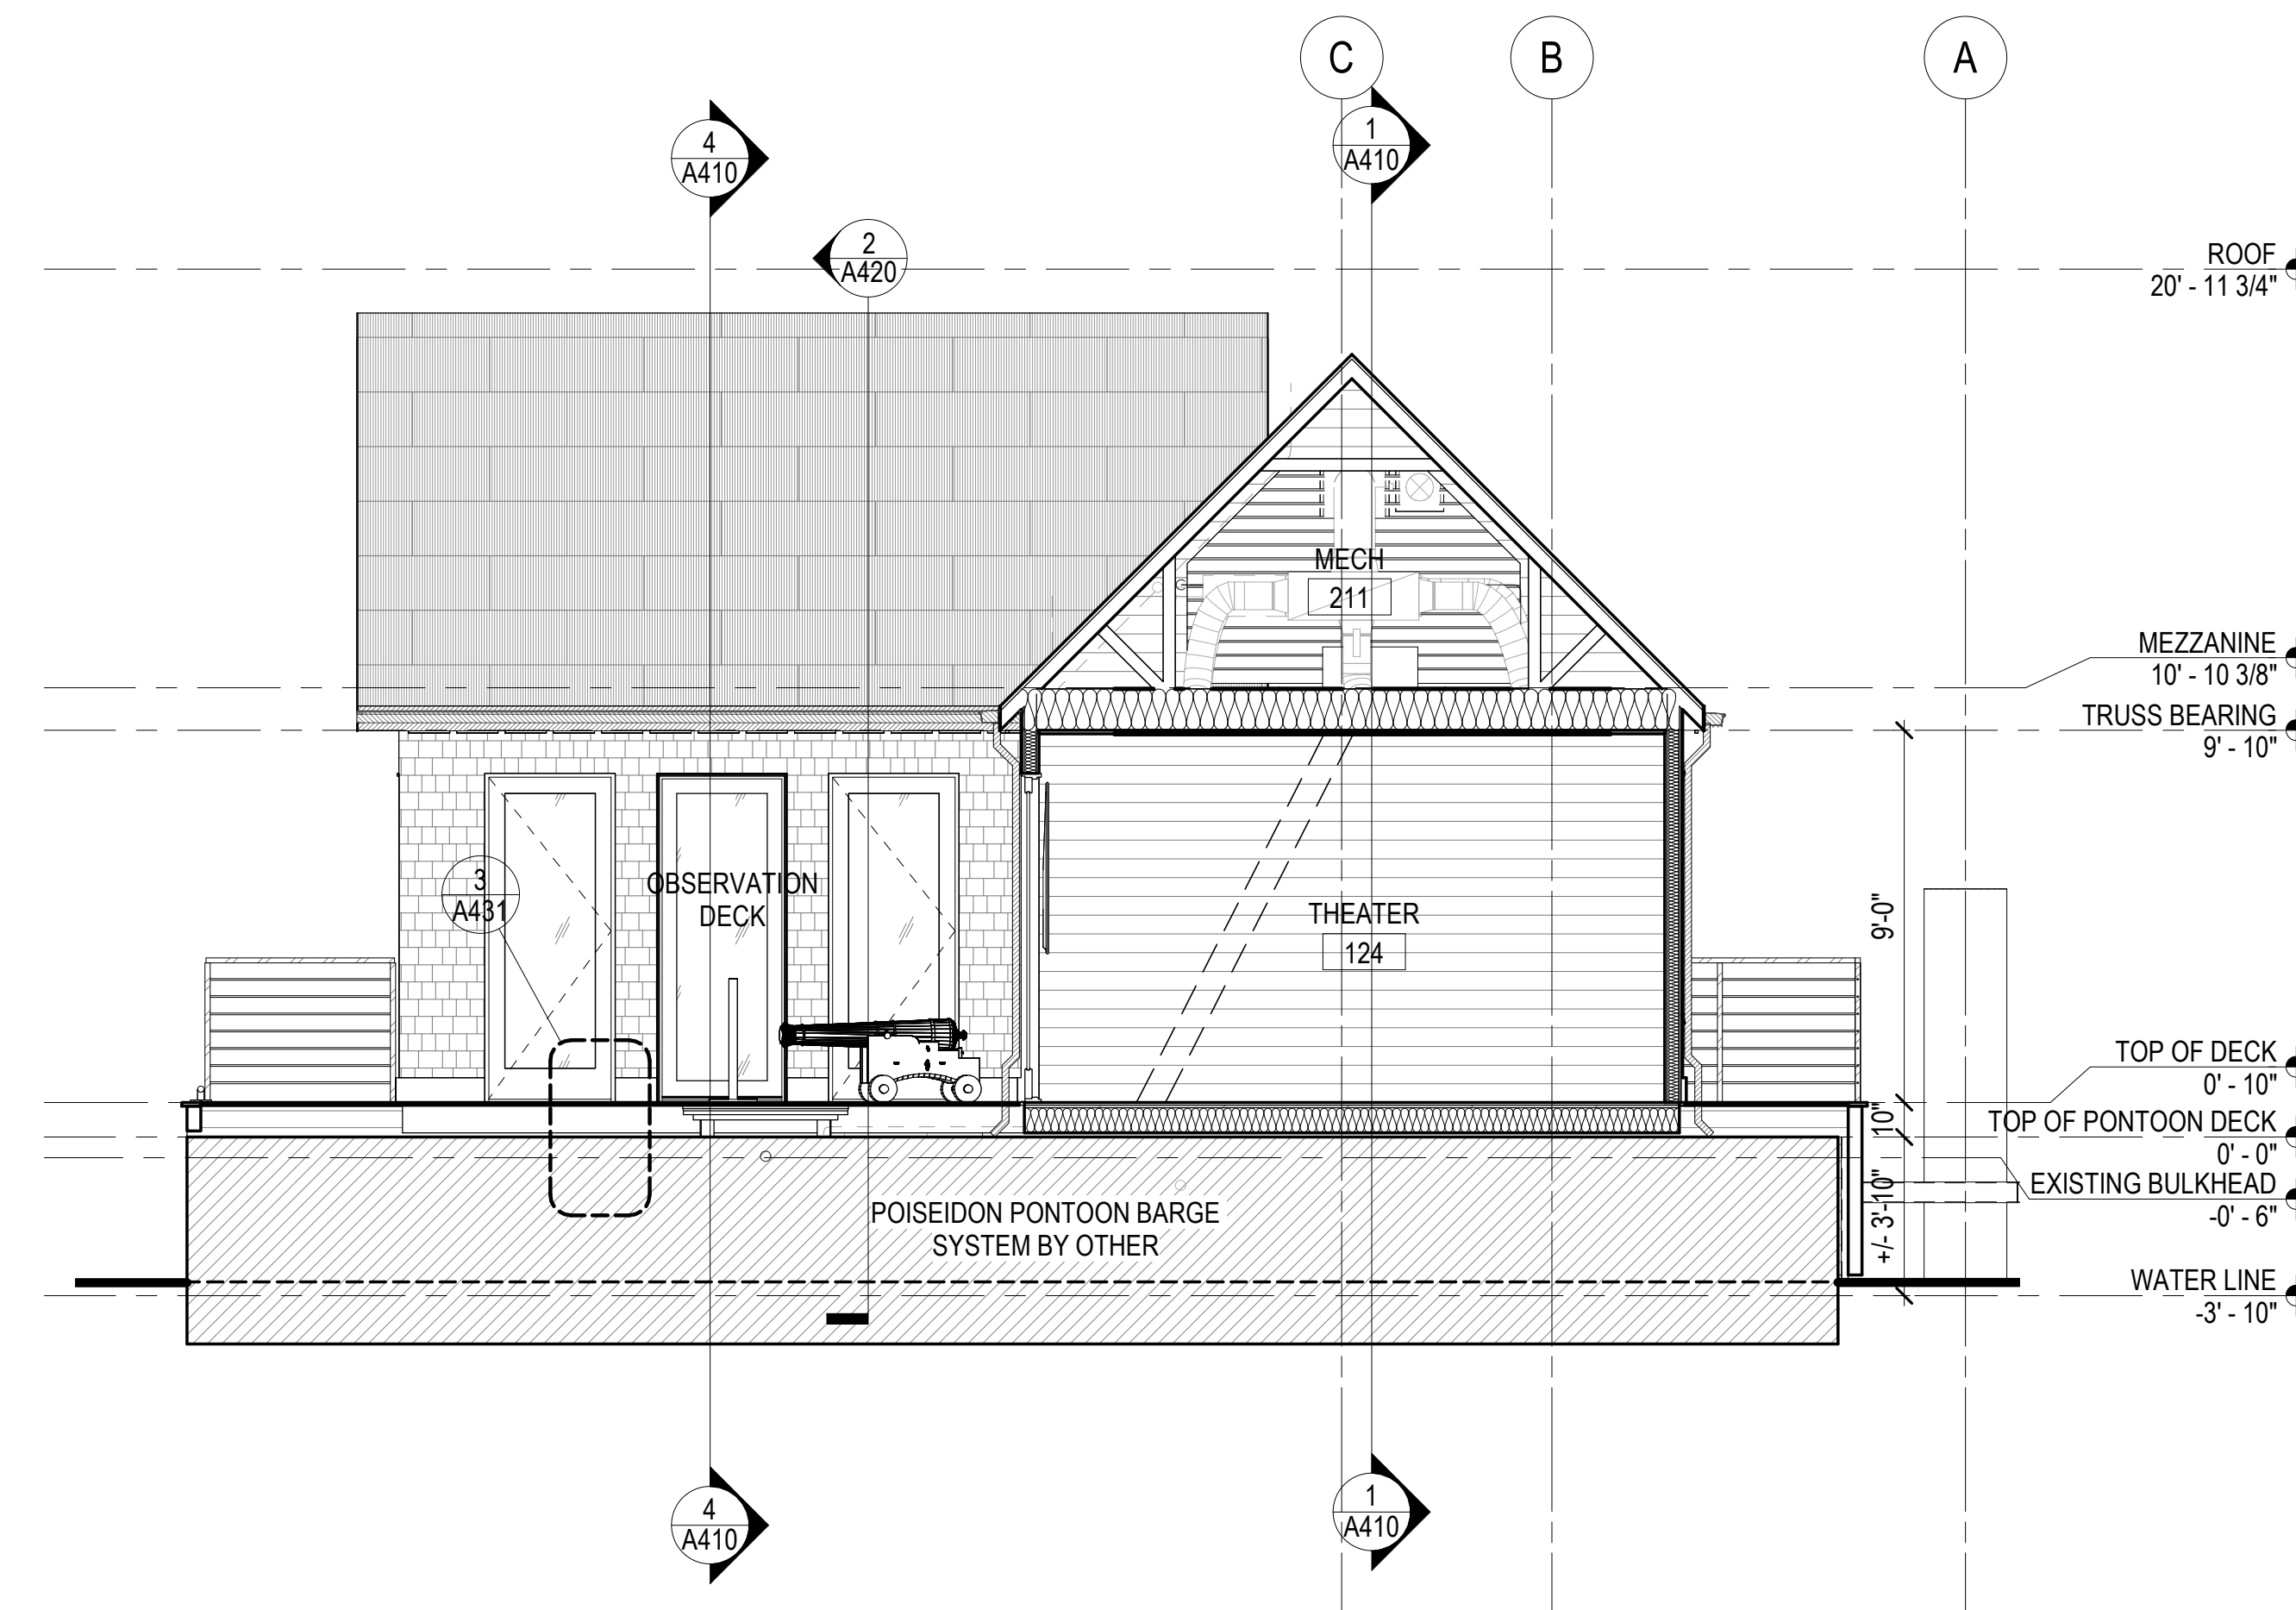 C
B
A
4
A410
1
A410
2
A420
ROOF
20' - 11 3/4"
MECH
211
MEZZANINE
10' - 10 3/8"
TRUSS BEARING
9' - 10"
3
A431
OBSERVATION
DECK
THEATER
124
9'-0"
TOP OF DECK
0' - 10"
10"
TOP OF PONTOON DECK
0' - 0"
EXISTING BULKHEAD
-0' - 6"
+/- 3'-10"
POISEIDON PONTOON BARGE
SYSTEM BY OTHER
WATER LINE
-3' - 10"
4
A410
1
A410